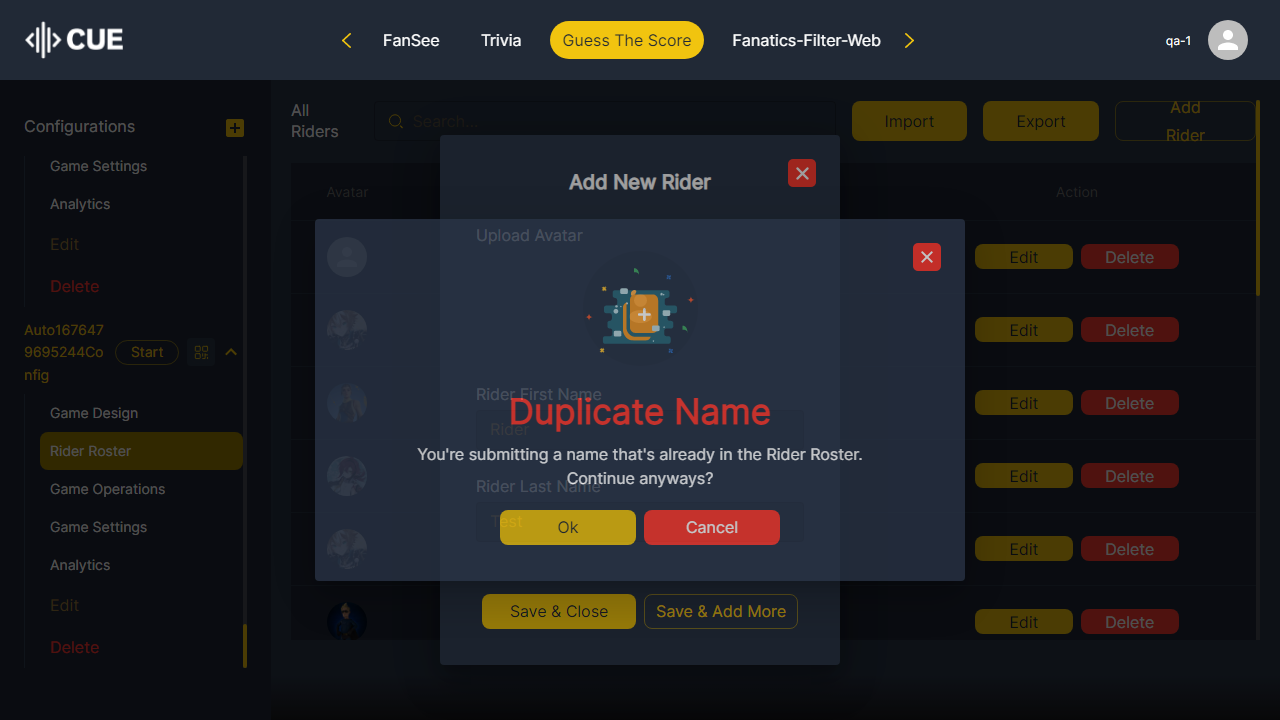 CUE
FanSee
Trivia
Guess The Score
Fanatics-Filter-Web
qa-1
Configurations
Game Settings
Analytics
Edit
Delete
Auto167647
9695244Co
nfig
Start
Game Design
Rider Roster
Game Operations
Game Settings
Analytics
Edit
Delete
All
Riders
Search...
Import
Export
Add
Rider
Avatar
Action
Edit
Delete
Edit
Delete
Edit
Delete
Edit
Delete
Edit
Delete
Edit
Delete
Add New Rider
Upload Avatar
Rider First Name
Rider
Rider Last Name
Test
Save & Close
Save & Add More
Duplicate Name
You're submitting a name that's already in the Rider Roster.
Continue anyways?
Ok
Cancel